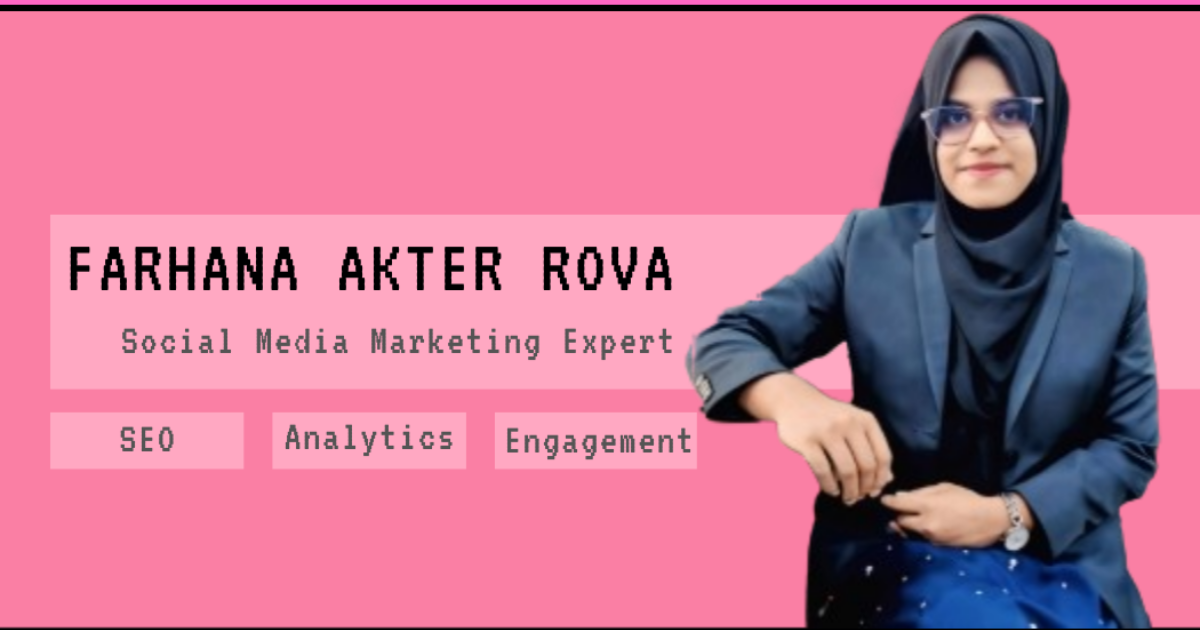 FARHANA AKTER ROVA
Social Media Marketing Expert
SEO
Analytics
Engagement